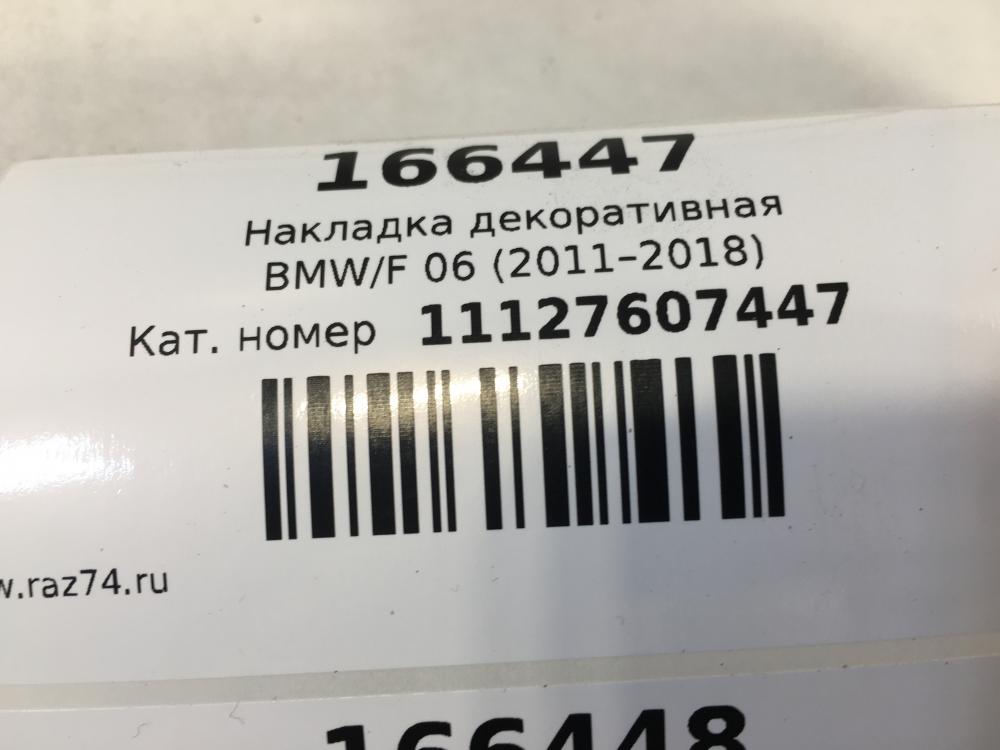 166447
Накладка декоративная
BMW/F 06 (2011–2018)
Кат. номер 11127607447
w.raz74.ru
166448